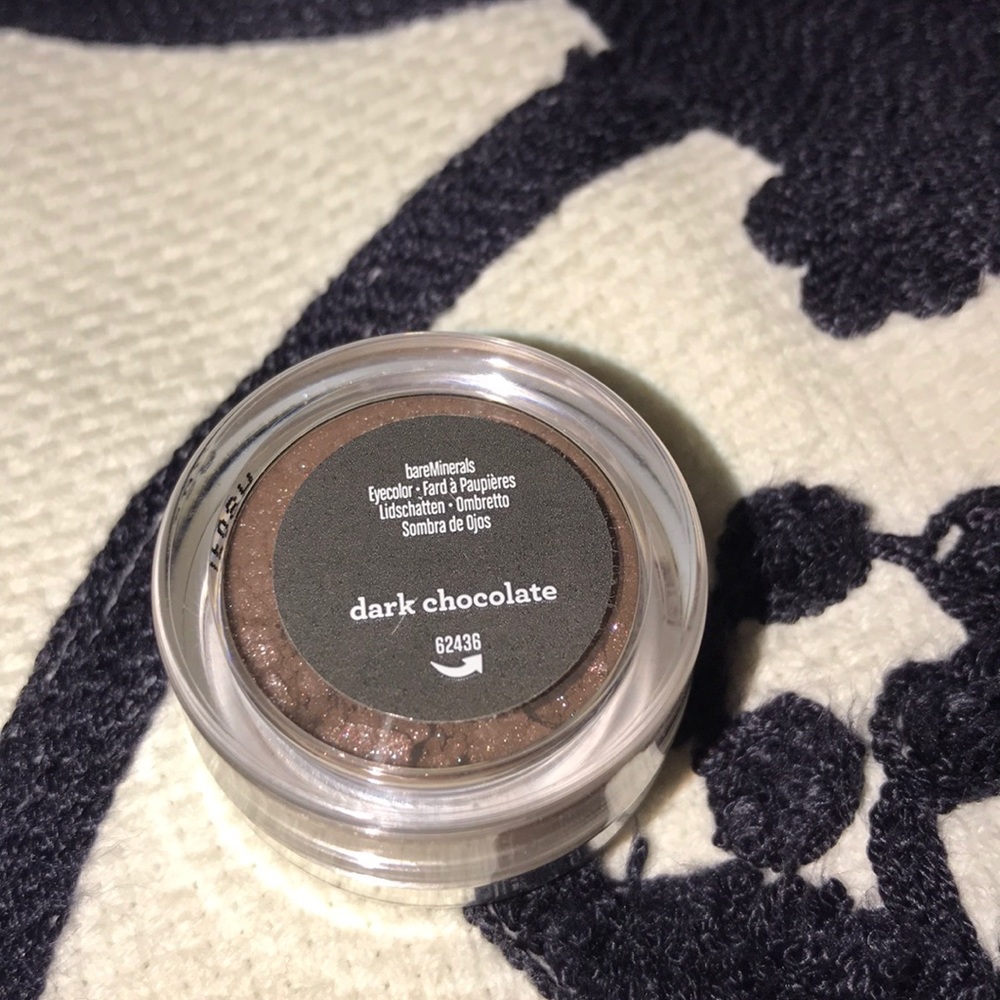 bareMinerals
Eyecolor • Fard à Paupières
Lidschatten • Ombretto
Sombra de Ojos
dark chocolate
62436